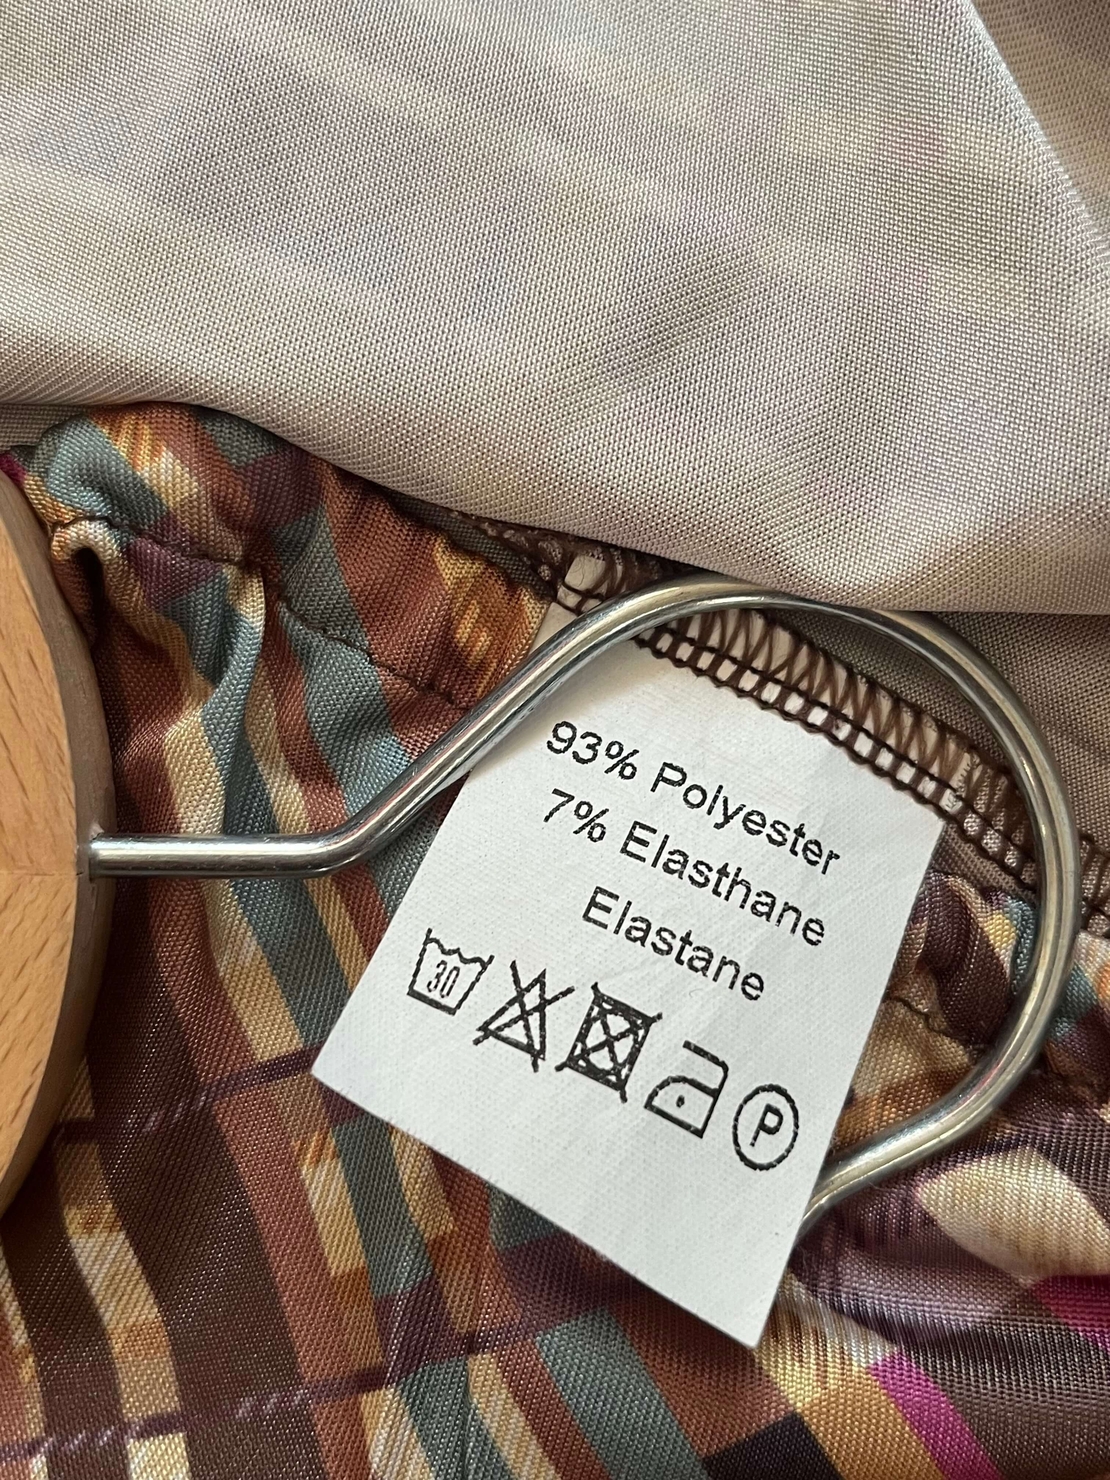 93% Polyester
7% Elasthane
Elastane
30 P